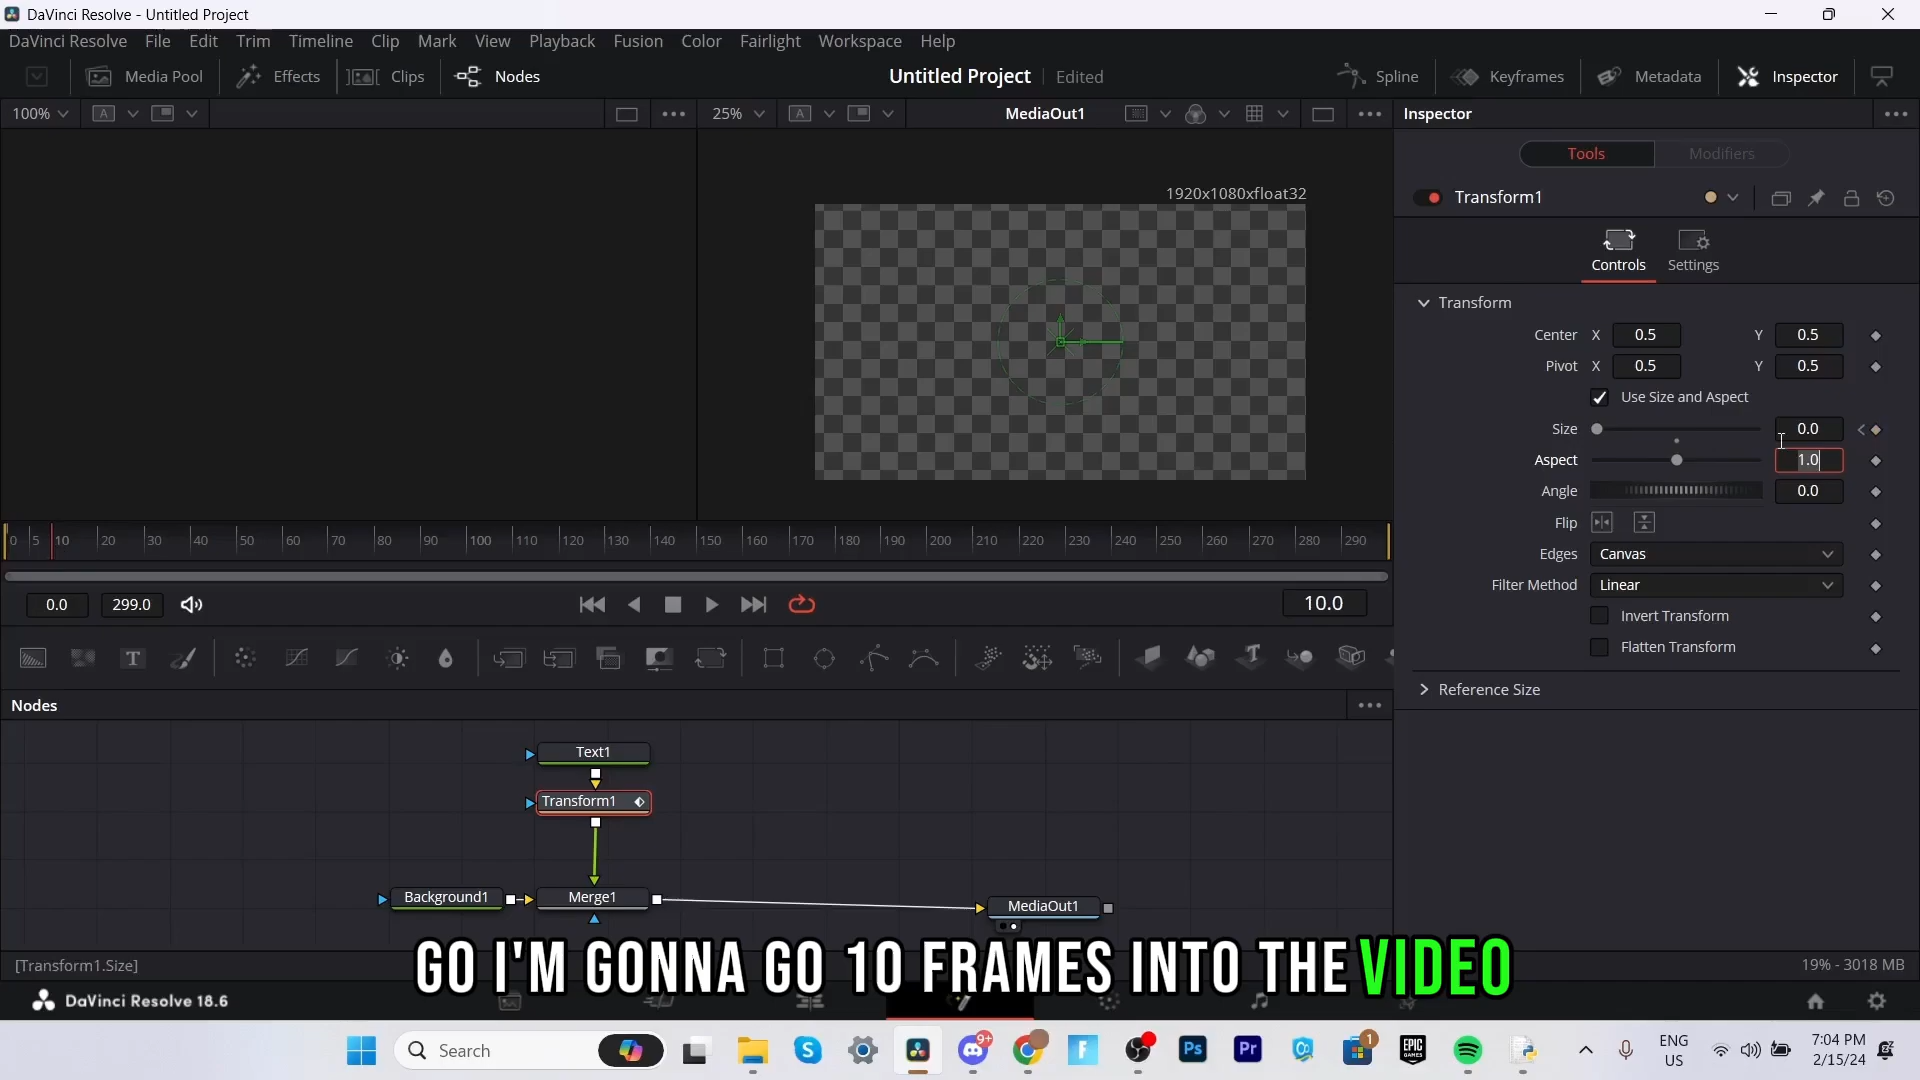 DaVinci Resolve - Untitled Project
DaVinci Resolve File Edit Trim Timeline Clip Mark View Playback Fusion Color Fairlight Workspace Help
Media Pool Effects Clips Nodes Untitled Project Edited Spline Keyframes Metadata Inspector
100% A 25% A MediaOut1 Inspector
Tools Modifiers
1920x1080xfloat32
Transform1
Controls Settings
Transform
Center X 0.5 Y 0.5
Pivot X 0.5 Y 0.5
Use Size and Aspect
Size 0.0
Aspect 1.0
Angle 0.0
Flip
0 5 10 20 30 40 50 60 70 80 90 100 110 120 130 140 150 160 170 180 190 200 210 220 230 240 250 260 270 280 290
Edges Canvas
Filter Method Linear
0.0 299.0 10.0
Invert Transform
Flatten Transform
T T
Reference Size
Nodes
Text1
Transform1
Background1 Merge1 MediaOut1
GO I'M GONNA GO 10 FRAMES INTO THE VIDEO
[Transform1.Size] 19% - 3018 MB
DaVinci Resolve 18.6
Search 9+ F Ps Pr 1 EPIC GAMES ENG US 7:04 PM 2/15/24